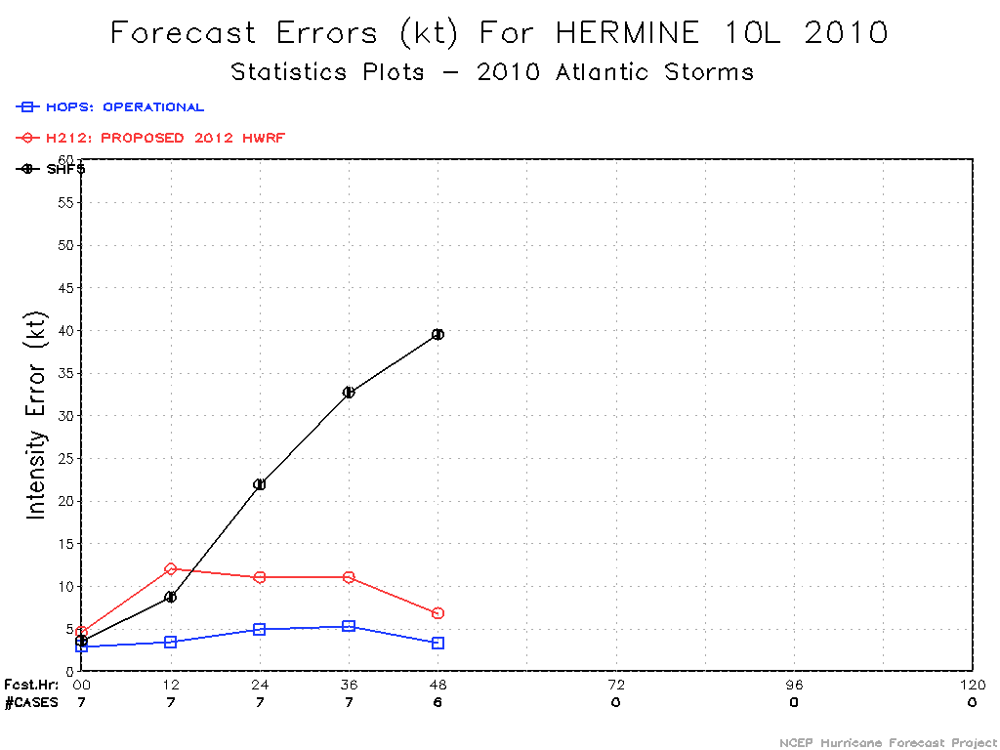 Forecast Errors (kt) For HERMINE 10L 2010
Statistics Plots - 2010 Atlantic Storms
HOPS: OPERATIONAL
H212: PROPOSED 2012 HWRF
SHF5
60
55
50
45
40
35
30
25
20
15
10
5
0
Intensity Error (kt)
Fcst.Hr: 00 12 24 36 48 72 96 120
#CASES 7 7 7 7 6 0 0 0
NCEP Hurricane Forecast Project